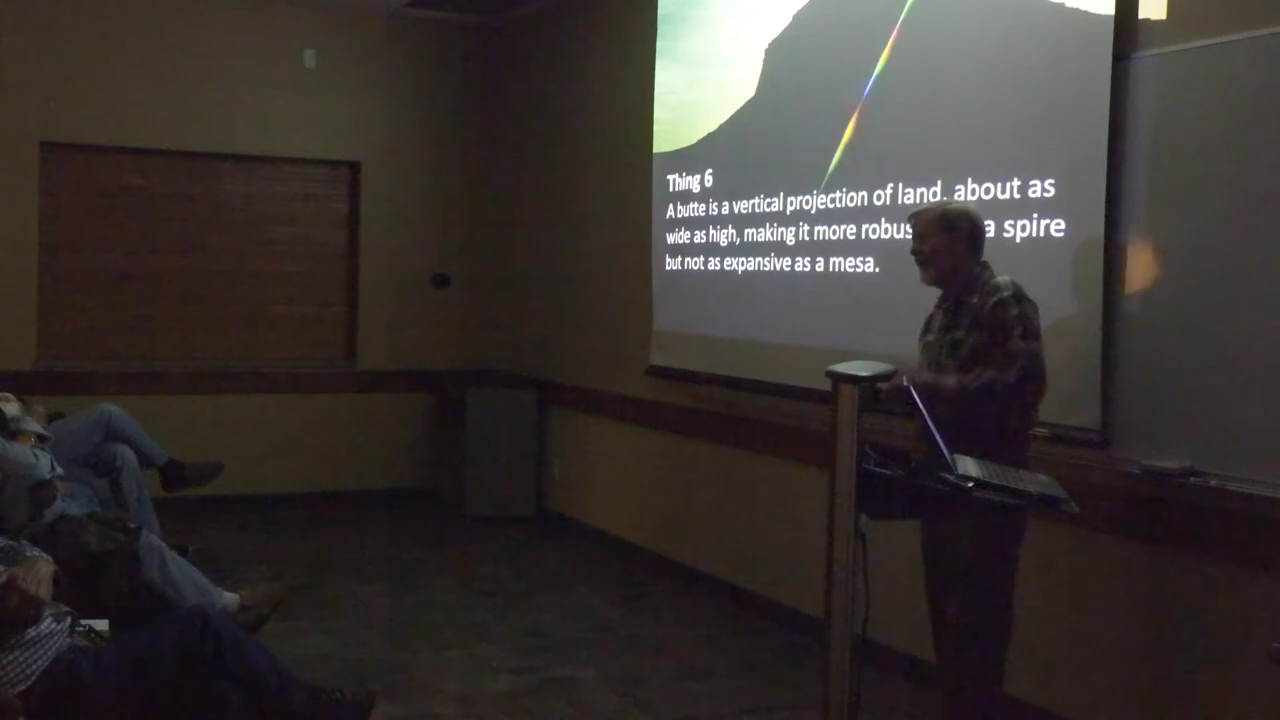 Thing 6
A butte is a vertical projection of land, about as
wide as high, making it more robus a spire
but not as expansive as a mesa.